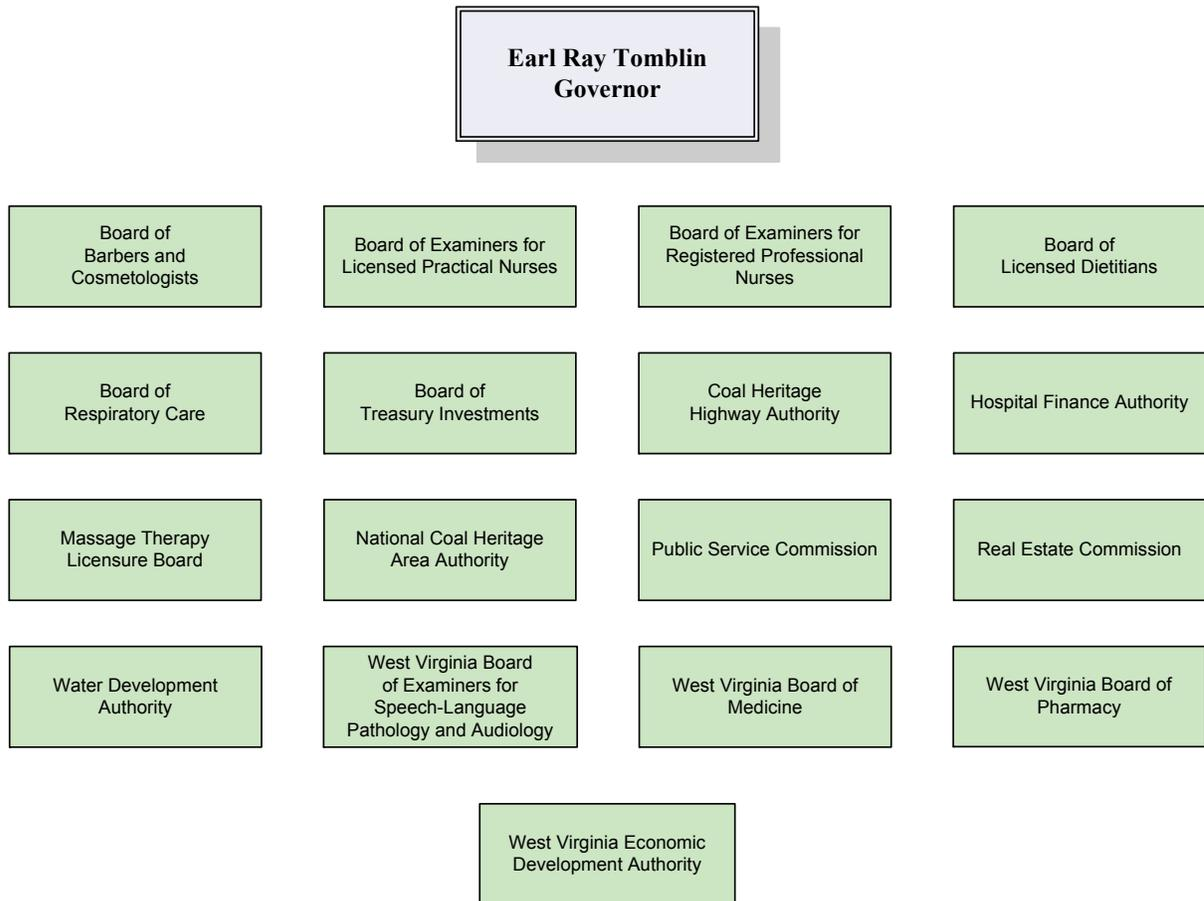 Earl Ray Tomblin
Governor
Board of
Barbers and
Cosmetologists
Board of Examiners for
Licensed Practical Nurses
Board of Examiners for
Registered Professional
Nurses
Board of
Licensed Dietitians
Board of
Respiratory Care
Board of
Treasury Investments
Coal Heritage
Highway Authority
Hospital Finance Authority
Massage Therapy
Licensure Board
National Coal Heritage
Area Authority
Public Service Commission
Real Estate Commission
Water Development
Authority
West Virginia Board
of Examiners for
Speech-Language
Pathology and Audiology
West Virginia Board of
Medicine
West Virginia Board of
Pharmacy
West Virginia Economic
Development Authority